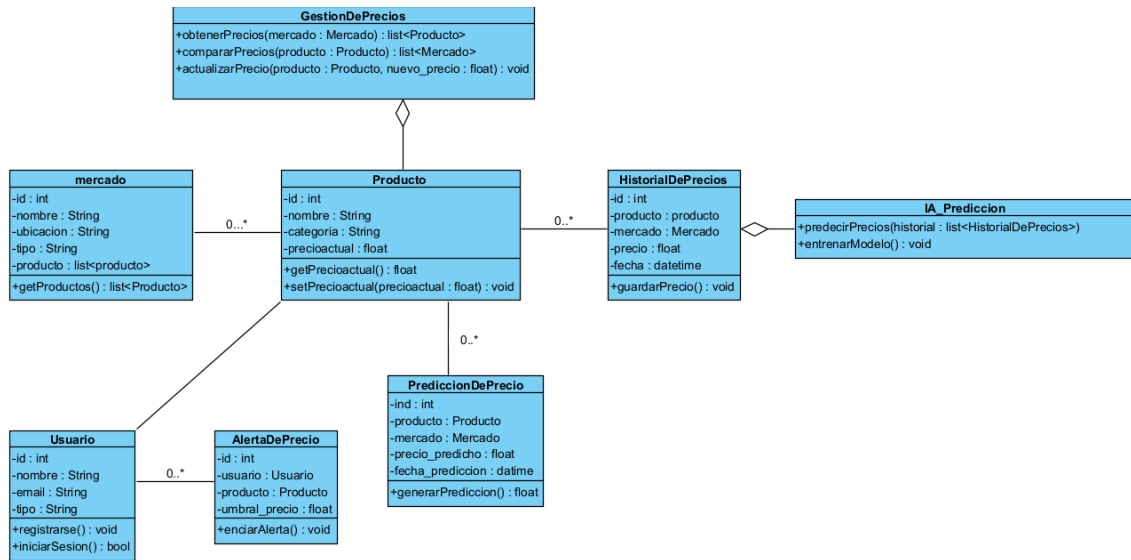 GestionDePrecios
+obtenerPrecios(mercado : Mercado) : list<Producto>
+compararPrecios(producto : Producto) : list<Mercado>
+actualizarPrecio(producto : Producto, nuevo_precio : float) : void
mercado
-id : int
-nombre : String
-ubicacion : String
-tipo : String
-producto : list<producto>
+getProductos() : list<Producto>
0...*
Producto
-id : int
-nombre : String
-categoria : String
-precioactual : float
+getPrecioactual() : float
+setPrecioactual(precioactual : float) : void
0..*
HistorialDePrecios
-id : int
-producto : producto
-mercado : Mercado
-precio : float
-fecha : datetime
+guardarPrecio() : void
IA_Prediccion
+predecirPrecios(historial : list<HistorialDePrecios>)
+entrenarModelo() : void
0..*
PrediccionDePrecio
-ind : int
-producto : Producto
-mercado : Mercado
-precio_predicho : float
-fecha_prediccion : datime
+generarPrediccion() : float
Usuario
-id : int
-nombre : String
-email : String
-tipo : String
+registrarse() : void
+iniciarSesion() : bool
0..*
AlertaDePrecio
-id : int
-usuario : Usuario
-producto : Producto
-umbral_precio : float
+enciarAlerta() : void